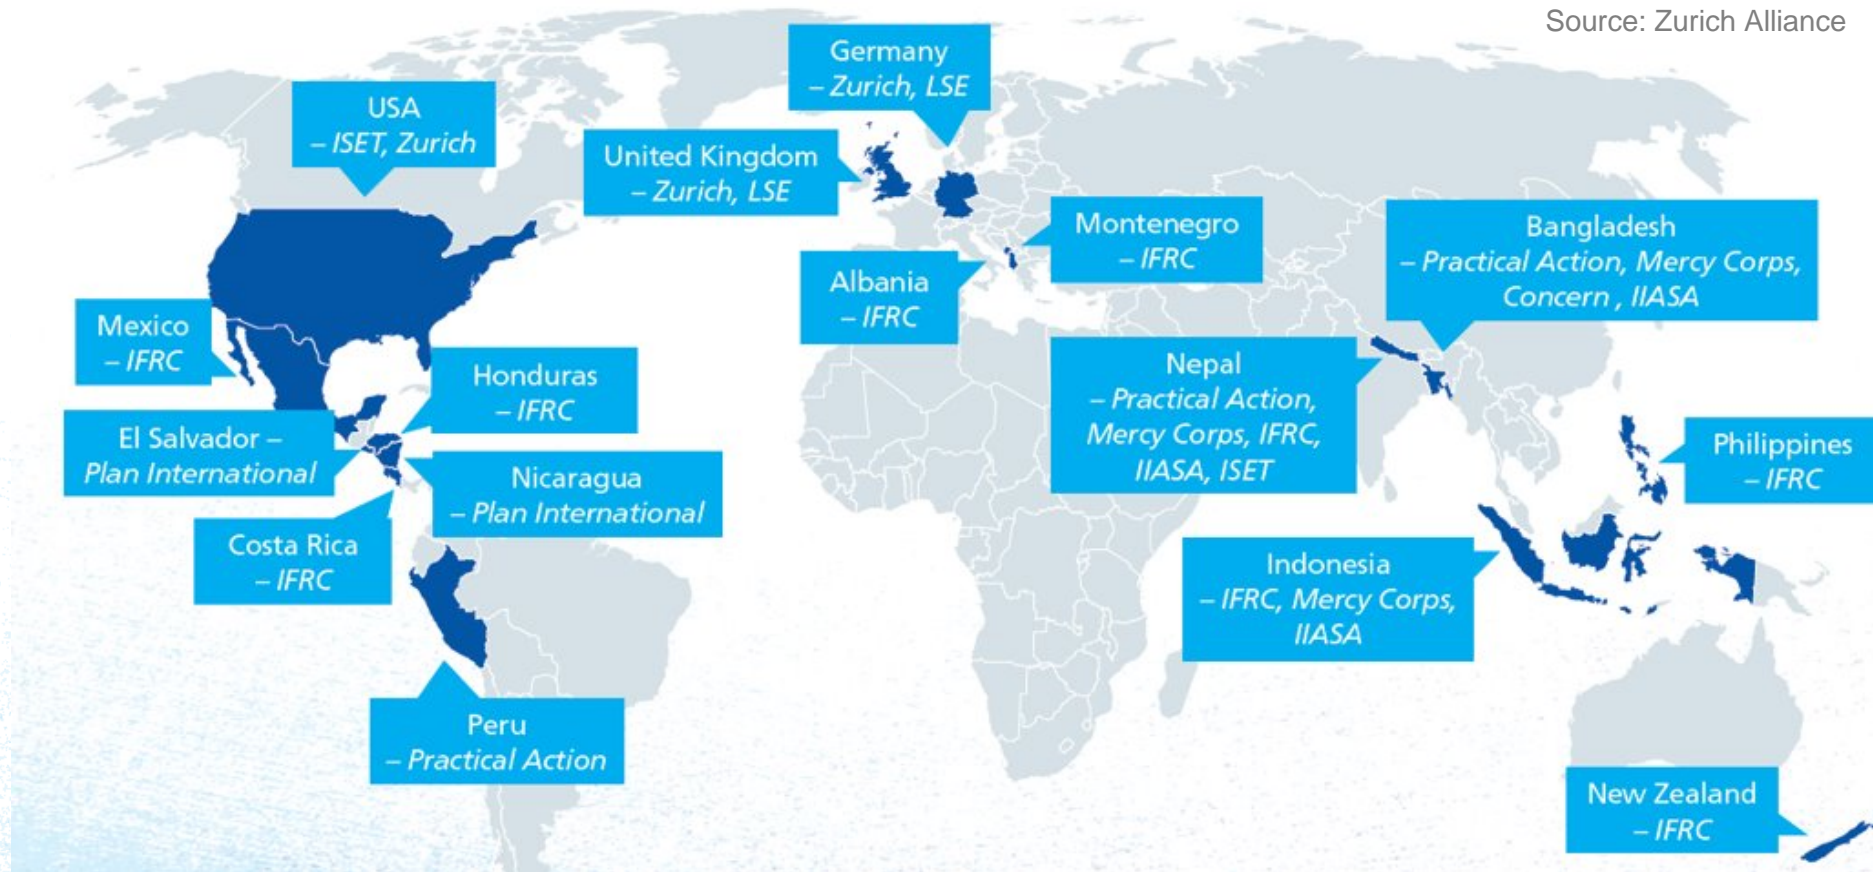 Source: Zurich Alliance
Germany
– Zurich, LSE
USA
– ISET, Zurich
United Kingdom
– Zurich, LSE
Montenegro
– IFRC
Bangladesh
– Practical Action, Mercy Corps,
Concern , IIASA
Albania
– IFRC
Mexico
– IFRC
Honduras
– IFRC
Nepal
– Practical Action,
Mercy Corps, IFRC,
IIASA, ISET
El Salvador –
Plan International
Nicaragua
– Plan International
Philippines
– IFRC
Costa Rica
– IFRC
Indonesia
– IFRC, Mercy Corps,
IIASA
Peru
– Practical Action
New Zealand
– IFRC